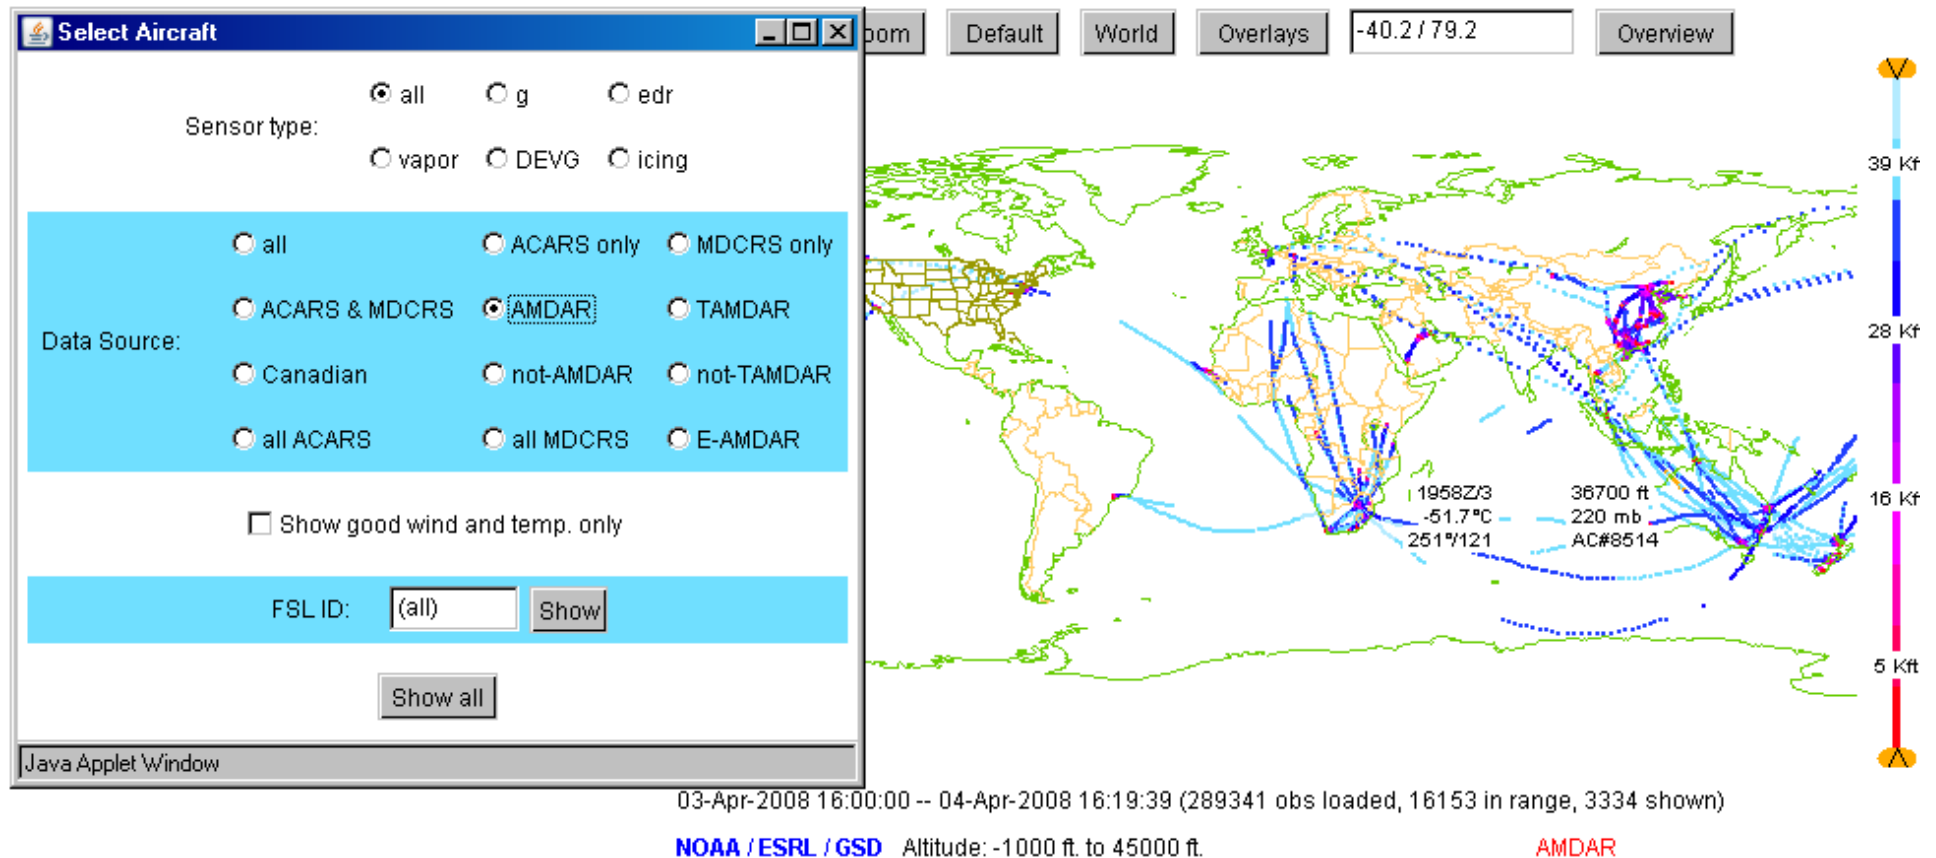 Select Aircraft
Sensor type:
all g edr
vapor DEVG icing
Data Source:
all ACARS only MDCRS only
ACARS & MDCRS AMDAR TAMDAR
Canadian not-AMDAR not-TAMDAR
all ACARS all MDCRS E-AMDAR
Show good wind and temp. only
FSL ID: (all) Show
Show all
Java Applet Window
oom Default World Overlays -40.2 / 79.2 Overview
39 Kf
28 Kf
16 Kf
5 Kft
1958Z/3 36700 ft
-51.7°C 220 mb
251°/121 AC#8514
03-Apr-2008 16:00:00 -- 04-Apr-2008 16:19:39 (289341 obs loaded, 16153 in range, 3334 shown)
NOAA / ESRL / GSD Altitude: -1000 ft. to 45000 ft. AMDAR